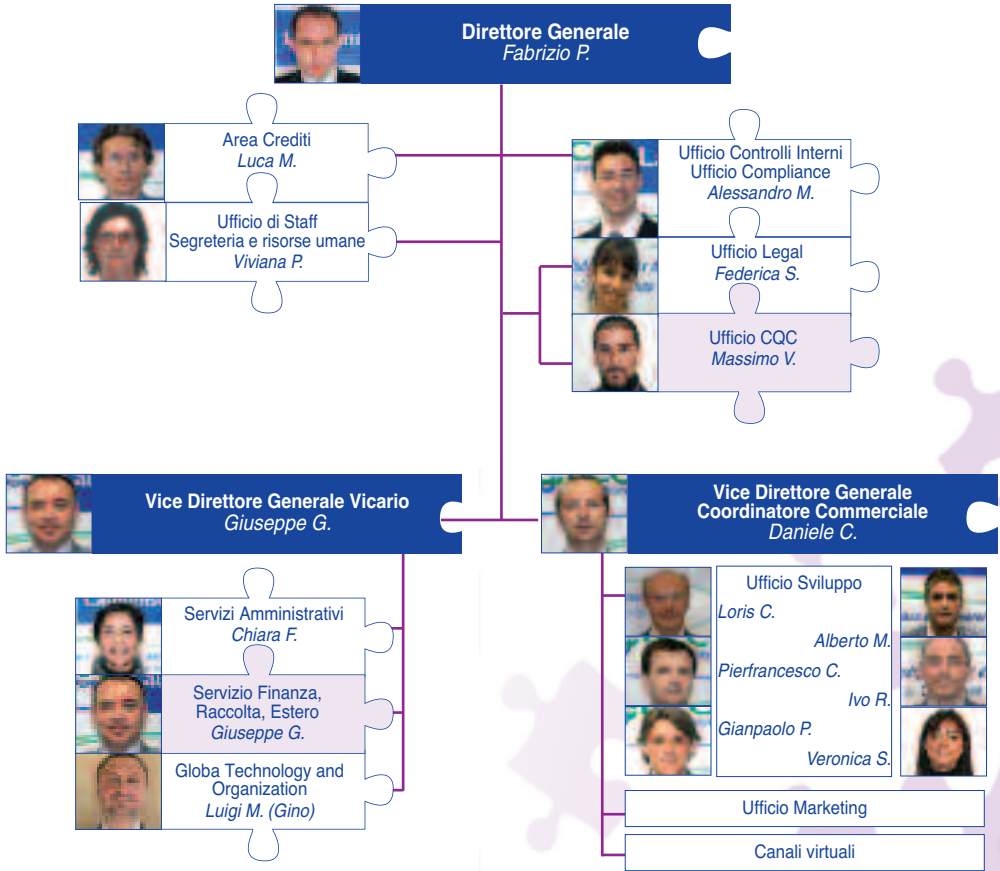 Direttore Generale
Fabrizio P.
Area Crediti
Luca M.
Ufficio di Staff
Segreteria e risorse umane
Viviana P.
Ufficio Controlli Interni
Ufficio Compliance
Alessandro M.
Ufficio Legal
Federica S.
Ufficio CQC
Massimo V.
Vice Direttore Generale Vicario
Giuseppe G.
Servizi Amministrativi
Chiara F.
Servizio Finanza,
Raccolta, Estero
Giuseppe G.
Globa Technology and
Organization
Luigi M. (Gino)
Vice Direttore Generale
Coordinatore Commerciale
Daniele C.
Ufficio Sviluppo
Loris C.
Alberto M.
Pierfrancesco C.
Ivo R.
Gianpaolo P.
Veronica S.
Ufficio Marketing
Canali virtuali